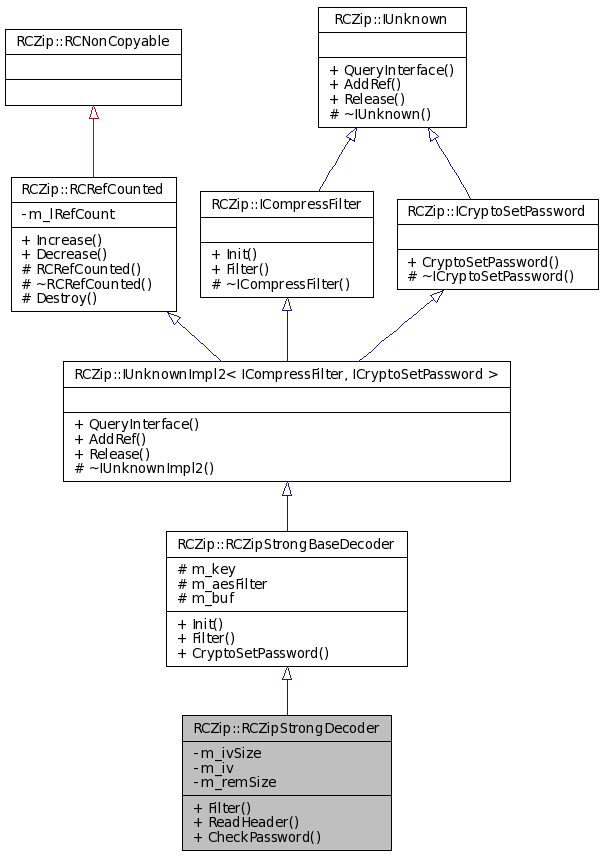 RCZip::RCNonCopyable
RCZip::IUnknown
+ QueryInterface()
+ AddRef()
+ Release()
# ~IUnknown()
RCZip::RCRefCounted
- m_lRefCount
+ Increase()
+ Decrease()
# RCRefCounted()
# ~RCRefCounted()
# Destroy()
RCZip::ICompressFilter
+ Init()
+ Filter()
# ~ICompressFilter()
RCZip::ICryptoSetPassword
+ CryptoSetPassword()
# ~ICryptoSetPassword()
RCZip::IUnknownImpl2< ICompressFilter, ICryptoSetPassword >
+ QueryInterface()
+ AddRef()
+ Release()
# ~IUnknownImpl2()
RCZip::RCZipStrongBaseDecoder
# m_key
# m_aesFilter
# m_buf
+ Init()
+ Filter()
+ CryptoSetPassword()
RCZip::RCZipStrongDecoder
- m_ivSize
- m_iv
- m_remSize
+ Filter()
+ ReadHeader()
+ CheckPassword()